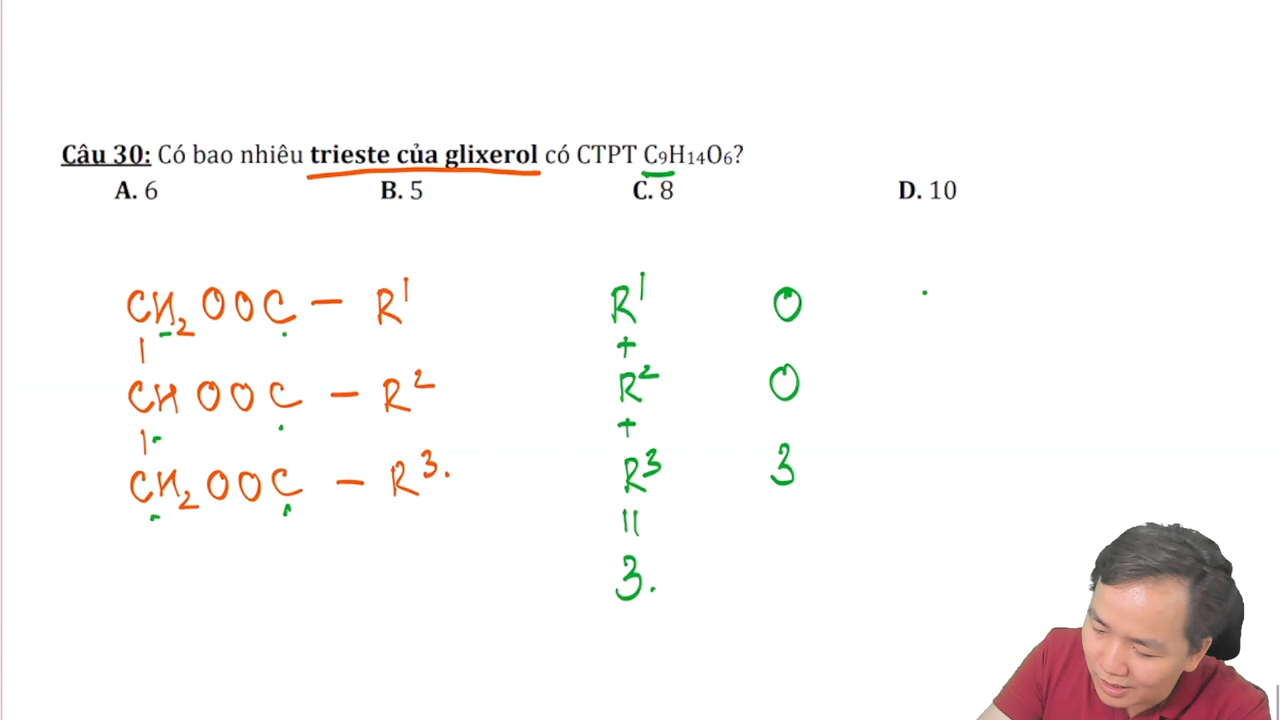 Câu 30: Có bao nhiêu trieste của glixerol có CTPT C₉H₁₄O₆?
A. 6 B. 5 C. 8 D. 10
CH₂OOC – R¹
|
CHOOC – R²
|
CH₂OOC – R³.
R¹ 0
+
R² 0
+
R³ 3
||
3.